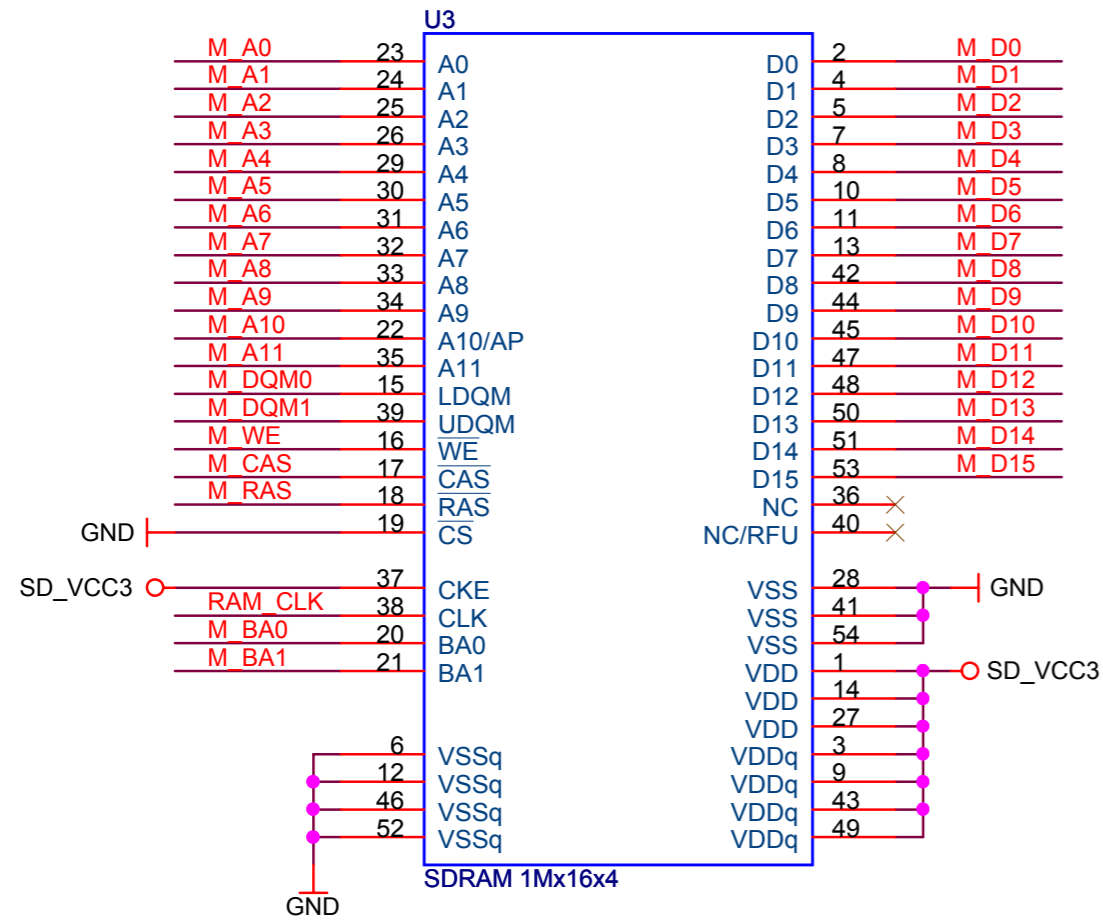 U3
M_A0 23 A0 D0 2 M_D0
M_A1 24 A1 D1 4 M_D1
M_A2 25 A2 D2 5 M_D2
M_A3 26 A3 D3 7 M_D3
M_A4 29 A4 D4 8 M_D4
M_A5 30 A5 D5 10 M_D5
M_A6 31 A6 D6 11 M_D6
M_A7 32 A7 D7 13 M_D7
M_A8 33 A8 D8 42 M_D8
M_A9 34 A9 D9 44 M_D9
M_A10 22 A10/AP D10 45 M_D10
M_A11 35 A11 D11 47 M_D11
M_DQM0 15 LDQM D12 48 M_D12
M_DQM1 39 UDQM D13 50 M_D13
M_WE 16 WE D14 51 M_D14
M_CAS 17 CAS D15 53 M_D15
M_RAS 18 RAS NC 36
GND 19 CS NC/RFU 40
SD_VCC3 37 CKE VSS 28 GND
RAM_CLK 38 CLK VSS 41
M_BA0 20 BA0 VSS 54
M_BA1 21 BA1 VDD 1 SD_VCC3
VDD 14
VDD 27
6 VSSq VDDq 3
12 VSSq VDDq 9
46 VSSq VDDq 43
52 VSSq VDDq 49
SDRAM 1Mx16x4
GND